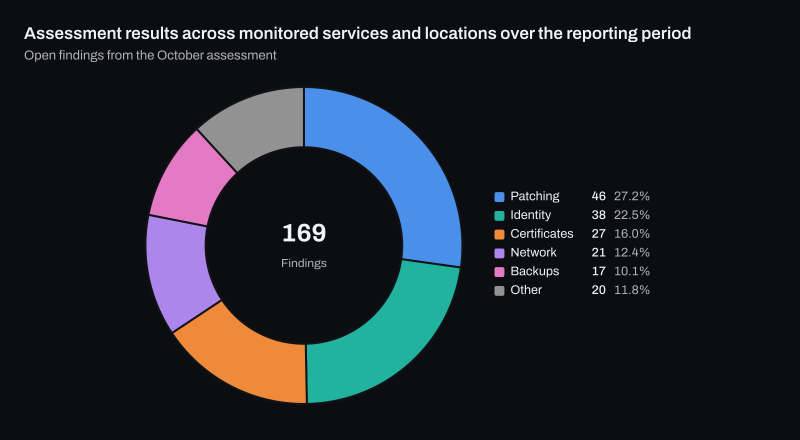 Assessment results across monitored services and locations over the reporting period
Open findings from the October assessment
169
Findings
Patching 46 27.2%
Identity 38 22.5%
Certificates 27 16.0%
Network 21 12.4%
Backups 17 10.1%
Other 20 11.8%